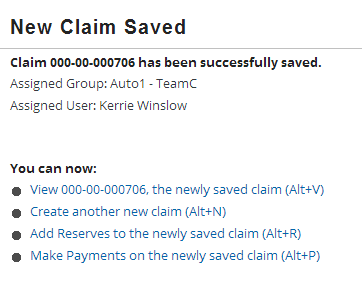 New Claim Saved
Claim 000-00-000706 has been successfully saved.
Assigned Group: Auto1 - TeamC
Assigned User: Kerrie Winslow
You can now:
View 000-00-000706, the newly saved claim (Alt+V)
Create another new claim (Alt+N)
Add Reserves to the newly saved claim (Alt+R)
Make Payments on the newly saved claim (Alt+P)